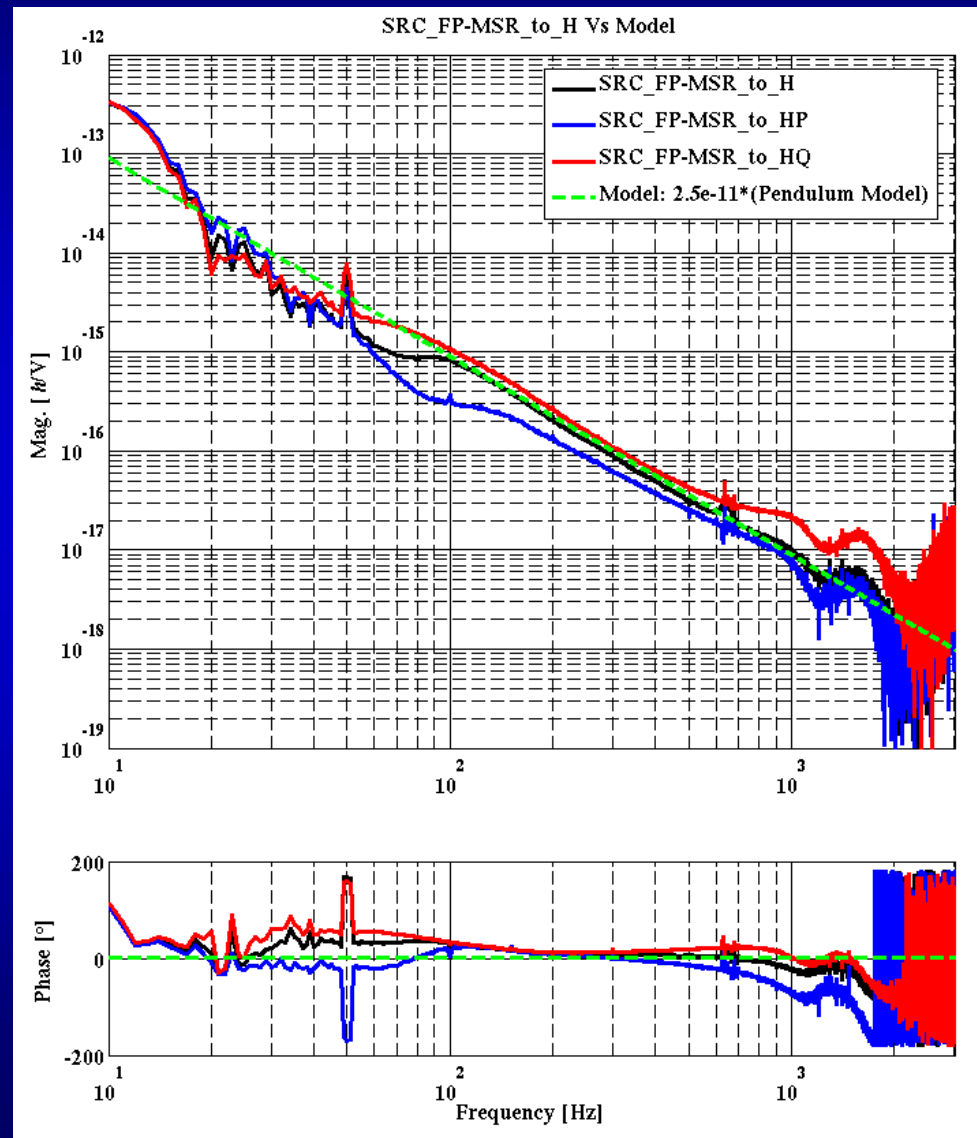 SRC_FP-MSR_to_H Vs Model
SRC_FP-MSR_to_H
SRC_FP-MSR_to_HP
SRC_FP-MSR_to_HQ
Model: 2.5e-11*(Pendulum Model)
Mag. [ h/V]
10^-12
10^-13
10^-14
10^-15
10^-16
10^-17
10^-18
10^-19
10^1 10^2 10^3
Phase [°]
200
0
-200
10^1 10^2 10^3
Frequency [Hz]